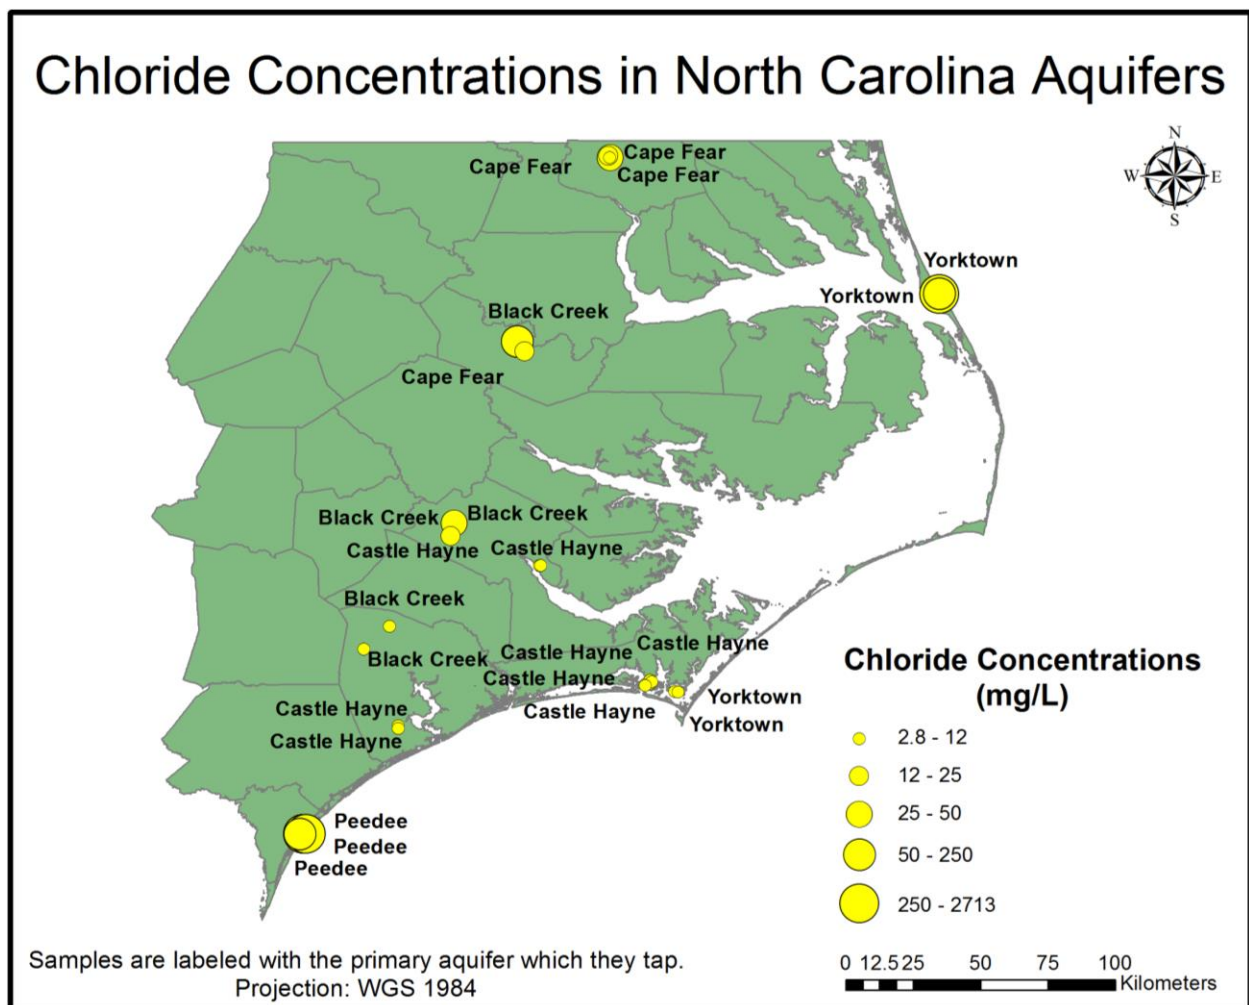 Chloride Concentrations in North Carolina Aquifers
N
W E
S
Cape Fear
Cape Fear
Cape Fear
Yorktown
Yorktown
Black Creek
Cape Fear
Black Creek
Black Creek
Castle Hayne
Castle Hayne
Black Creek
Black Creek
Castle Hayne
Castle Hayne
Castle Hayne
Castle Hayne
Yorktown
Yorktown
Castle Hayne
Castle Hayne
Peedee
Peedee
Peedee
Chloride Concentrations
(mg/L)
2.8 - 12
12 - 25
25 - 50
50 - 250
250 - 2713
Samples are labeled with the primary aquifer which they tap.
Projection: WGS 1984
0 12.5 25 50 75 100
Kilometers